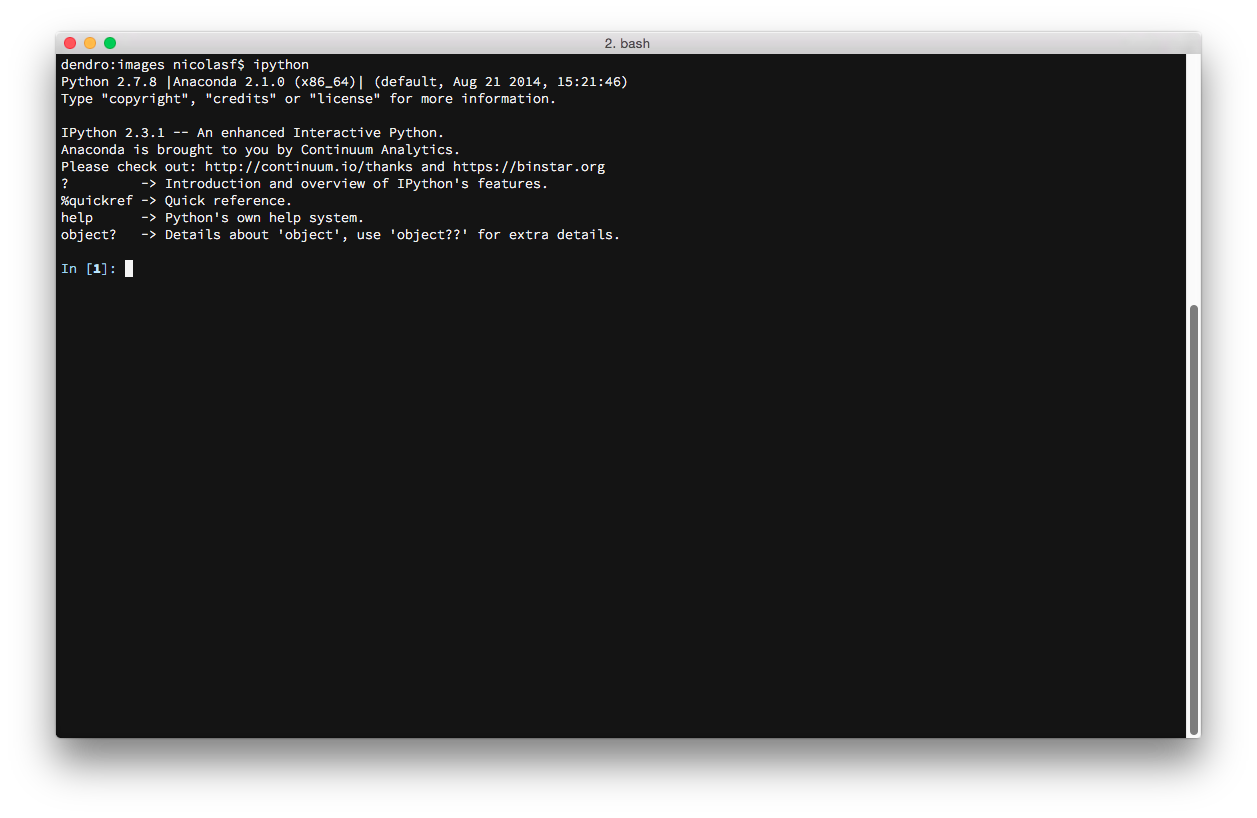 2. bash
dendro:images nicolasf$ ipython
Python 2.7.8 |Anaconda 2.1.0 (x86_64)| (default, Aug 21 2014, 15:21:46)
Type "copyright", "credits" or "license" for more information.
IPython 2.3.1 -- An enhanced Interactive Python.
Anaconda is brought to you by Continuum Analytics.
Please check out: http://continuum.io/thanks and https://binstar.org
?         -> Introduction and overview of IPython's features.
%quickref -> Quick reference.
help      -> Python's own help system.
object?   -> Details about 'object', use 'object??' for extra details.
In [1]: